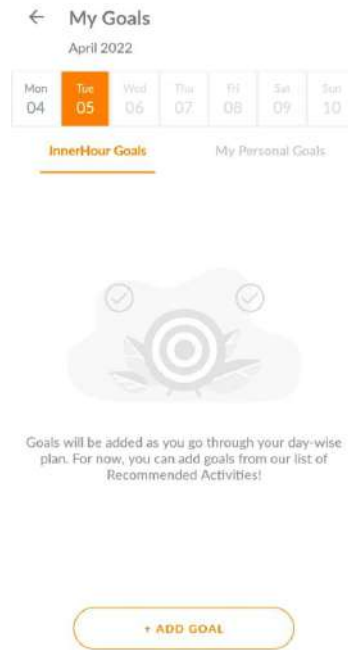 My Goals
April 2022
Mon Tue Wed Thu Fri Sat Sun
04 05 06 07 08 09 10
InnerHour Goals My Personal Goals
Goals will be added as you go through your day-wise
plan. For now, you can add goals from our list of
Recommended Activities!
+ ADD GOAL